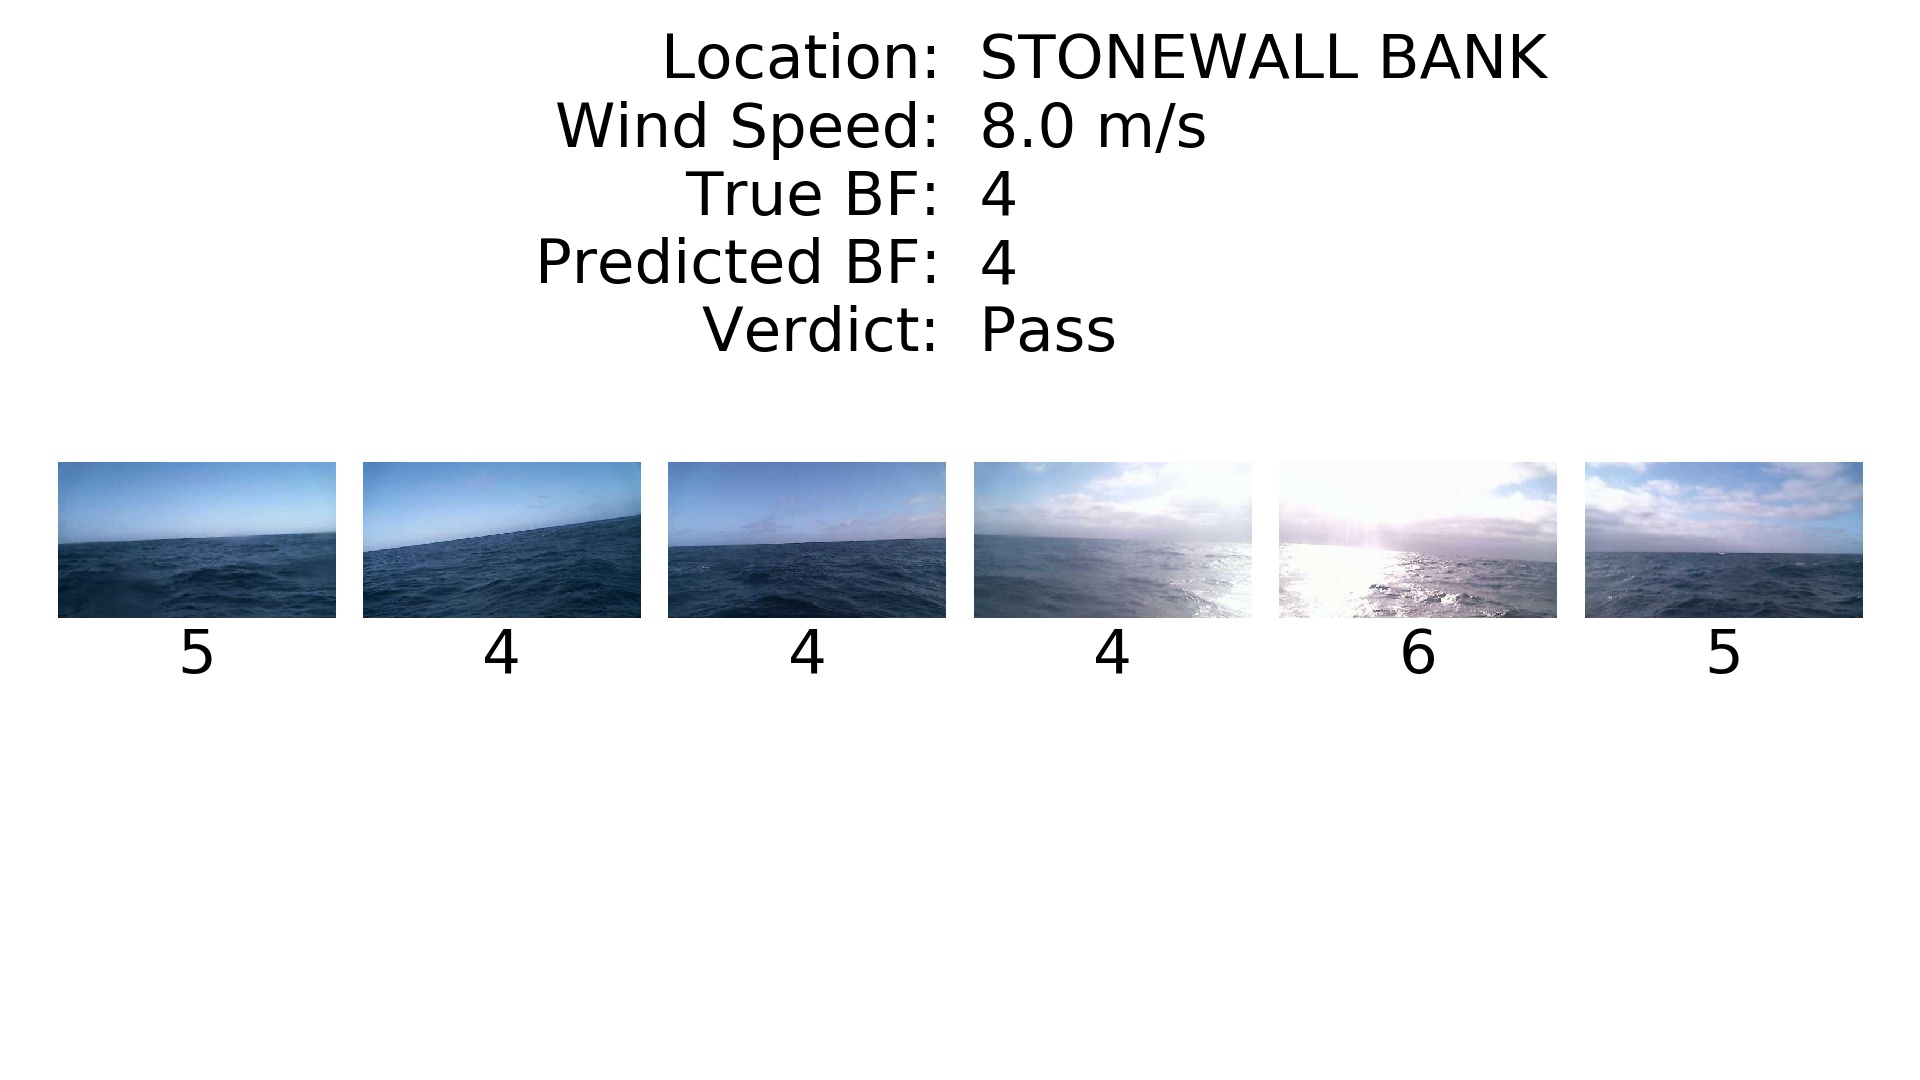 Location: STONEWALL BANK
Wind Speed: 8.0 m/s
True BF: 4
Predicted BF: 4
Verdict: Pass
5 4 4 4 6 5